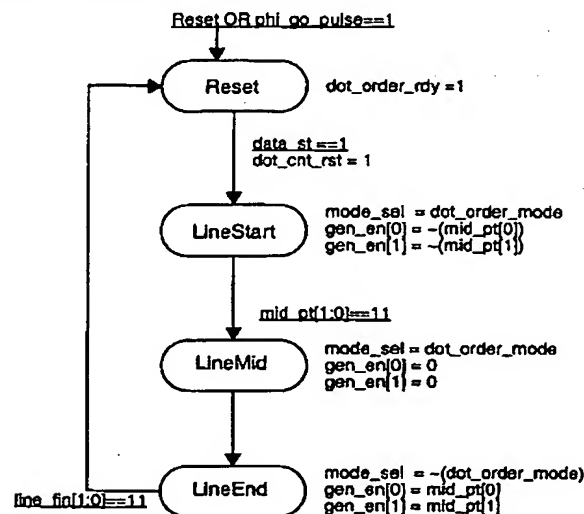 Reset OR phi_go_pulse==1
Reset
dot_order_rdy =1
data_st==1
dot_cnt_rst = 1
LineStart
mode_sel = dot_order_mode
gen_en[0] = ~(mid_pt[0])
gen_en[1] = ~(mid_pt[1])
mid_pt[1:0]==11
LineMid
mode_sel = dot_order_mode
gen_en[0] = 0
gen_en[1] = 0
LineEnd
mode_sel = ~(dot_order_mode)
gen_en[0] = mid_pt[0]
gen_en[1] = mid_pt[1]
line_fin[1:0]==11